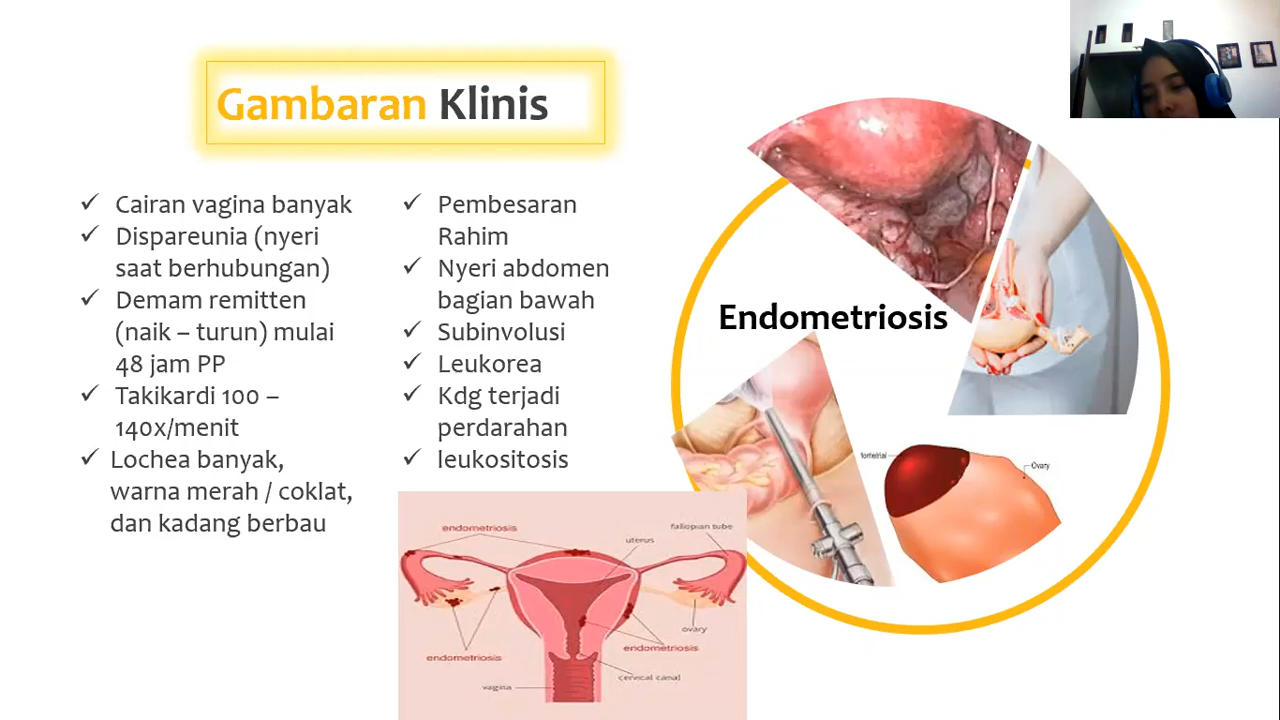 Gambaran Klinis
Cairan vagina banyak
Dispareunia (nyeri
saat berhubungan)
Demam remitten
(naik – turun) mulai
48 jam PP
Takikardi 100 –
140x/menit
Lochea banyak,
warna merah / coklat,
dan kadang berbau
Pembesaran
Rahim
Nyeri abdomen
bagian bawah
Subinvolusi
Leukorea
Kdg terjadi
perdarahan
leukositosis
Endometriosis
Ovary
endometriosis
fallopian tube
uterus
ovary
endometriosis
endometriosis
cervical canal
vagina